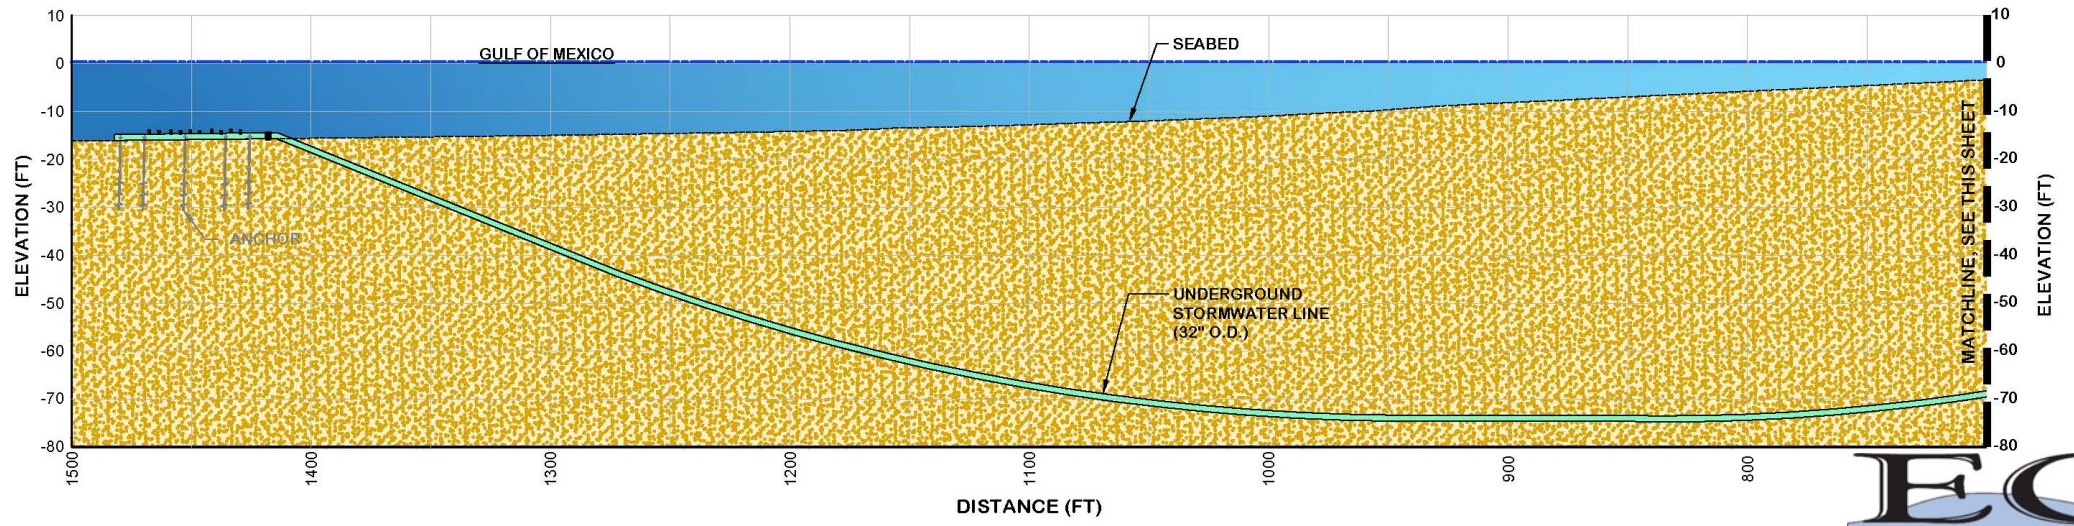 10
0
-10
-20
-30
-40
-50
-60
-70
-80
ELEVATION (FT)
GULF OF MEXICO
SEABED
ANCHOR
UNDERGROUND
STORMWATER LINE
(32" O.D.)
MATCHLINE, SEE THIS SHEET
10
0
-10
-20
-30
-40
-50
-60
-70
-80
ELEVATION (FT)
1500
1400
1300
1200
1100
1000
900
800
DISTANCE (FT)